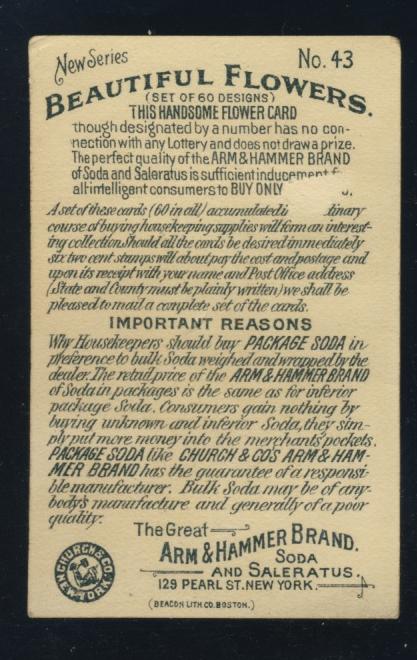 New Series
No. 43
BEAUTIFUL FLOWERS.
(SET OF 60 DESIGNS)
THIS HANDSOME FLOWER CARD
though designated by a number has no con-
nection with any Lottery and does not draw a prize.
The perfect quality of the ARM & HAMMER BRAND
of Soda and Saleratus is sufficient inducement
all intelligent consumers to BUY ONLY
A set of these cards (60 in all) accumulated
course of buying housekeeping supplies will form an interest-
ing collection. Should all the cards be desired immediately
six two cent stamps will about pay the cost and postage and
upon its receipt with your name and Post Office address
(State and County must be plainly written) we shall be
pleased to mail a complete set of the cards.
IMPORTANT REASONS
Why Housekeepers should buy PACKAGE SODA in
preference to bulk Soda weighed and wrapped by the
dealer. The retail price of the ARM & HAMMER BRAND
of Soda in packages is the same as for inferior
package Soda. Consumers gain nothing by
buying unknown and inferior Soda, they sim-
ply put more money into the merchants' pockets.
PACKAGE SODA like CHURCH & CO'S ARM & HAM-
MER BRAND has the guarantee of a responsi-
ble manufacturer. Bulk Soda may be of any-
body's manufacture and generally of a poor
quality.
The Great
ARM & HAMMER BRAND.
SODA
AND SALERATUS.
129 PEARL ST. NEW YORK.
CHURCH & CO.
NEW-YORK
(BEACON LITH CO. BOSTON.)